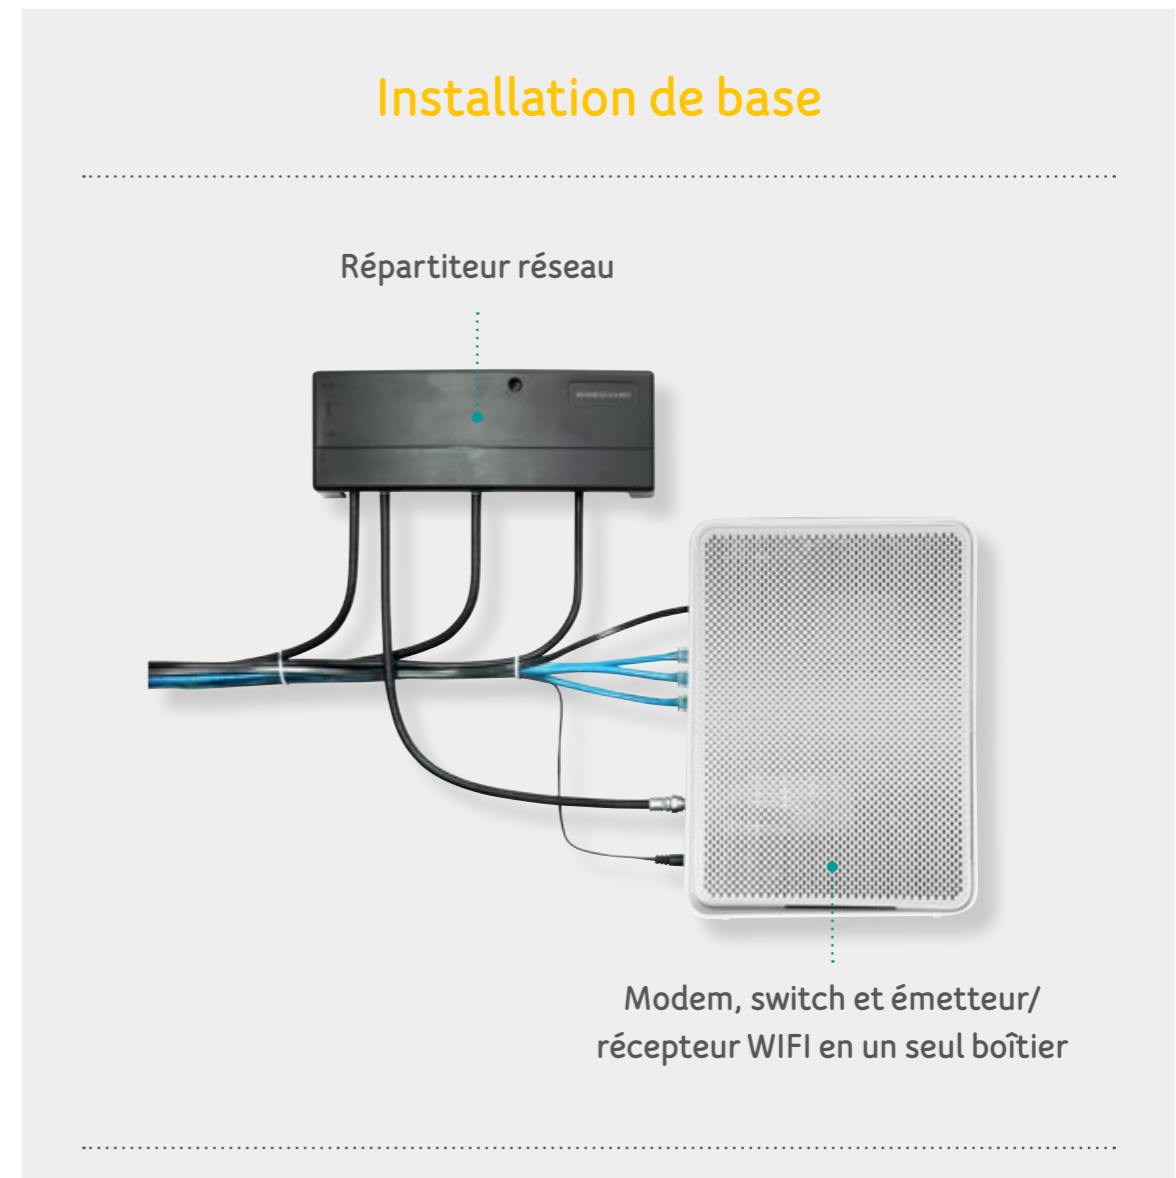 Installation de base
Répartiteur réseau
Modem, switch et émetteur/
récepteur WIFI en un seul boîtier